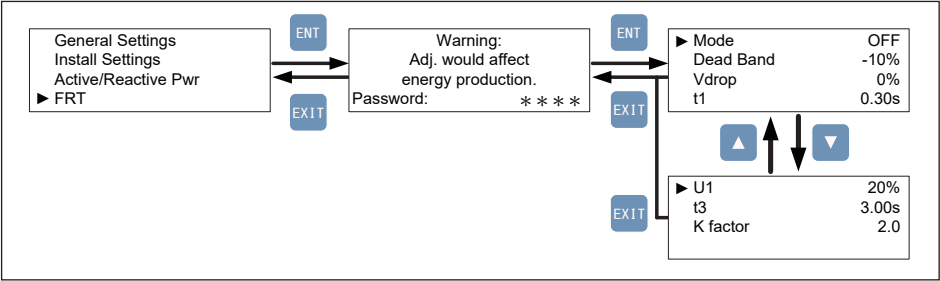 General Settings
Install Settings
Active/Reactive Pwr
► FRT
ENT
EXIT
Warning:
Adj. would affect
energy production.
Password: ****
ENT
EXIT
► Mode OFF
Dead Band -10%
Vdrop 0%
t1 0.30s
▲ ▼
EXIT
► U1 20%
t3 3.00s
K factor 2.0